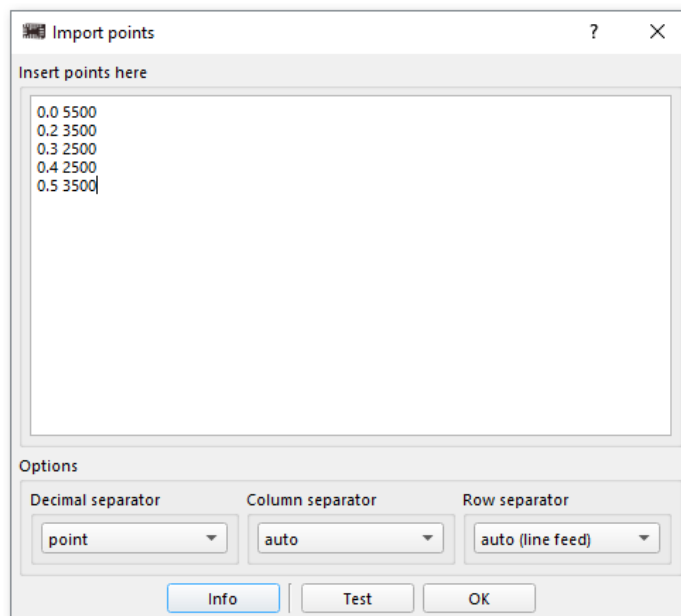 Import points
?
Insert points here
0.0 5500
0.2 3500
0.3 2500
0.4 2500
0.5 3500
Options
Decimal separator Column separator Row separator
point auto auto (line feed)
Info Test OK